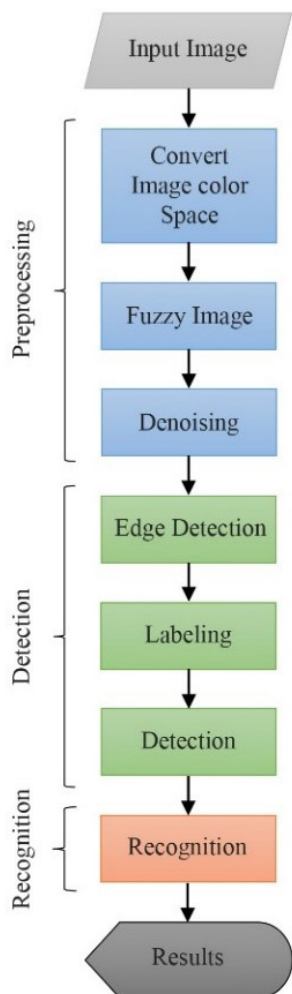 Input Image
Preprocessing
Convert
Image color
Space
Fuzzy Image
Denoising
Detection
Edge Detection
Labeling
Detection
Recognition
Recognition
Results